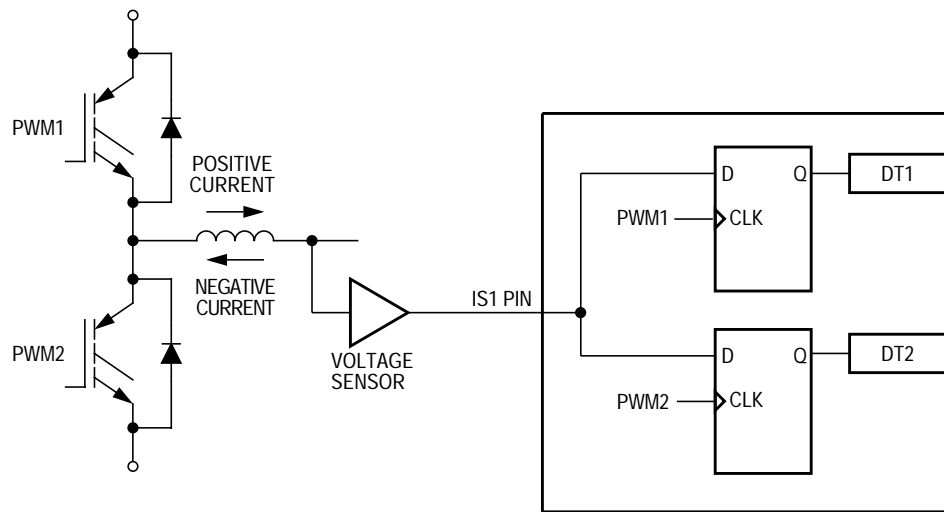 PWM1
POSITIVE
CURRENT
NEGATIVE
CURRENT
PWM2
VOLTAGE
SENSOR
IS1 PIN
D
Q
DT1
PWM1
CLK
D
Q
DT2
PWM2
CLK